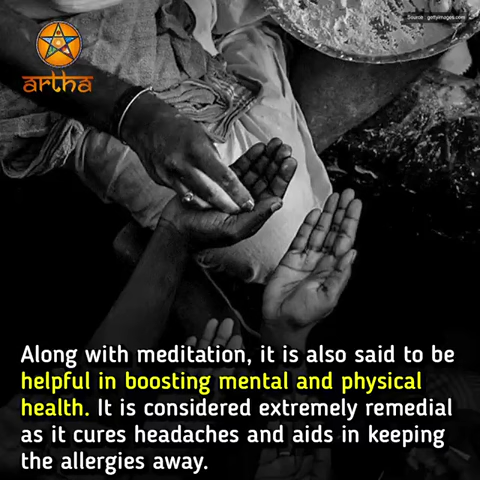 Source : gettyimages.com
artha
Along with meditation, it is also said to be
helpful in boosting mental and physical
health. It is considered extremely remedial
as it cures headaches and aids in keeping
the allergies away.